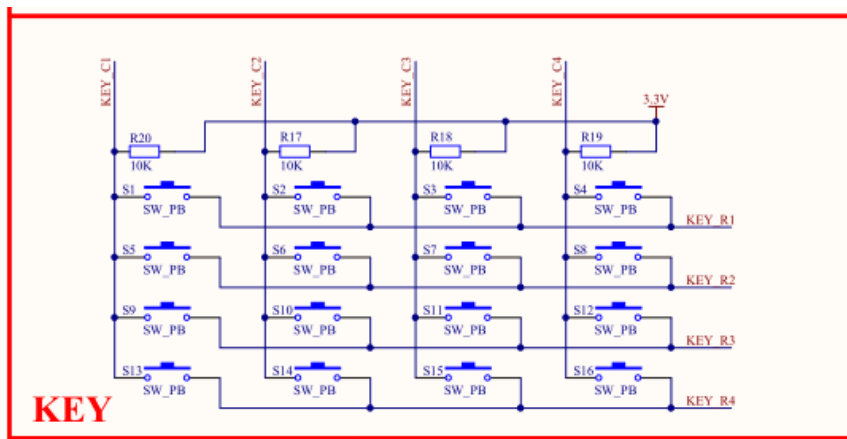 KEY_C1 KEY_C2 KEY_C3 KEY_C4
3.3V
R20 R17 R18 R19
10K 10K 10K 10K
S1 S2 S3 S4
SW_PB SW_PB SW_PB SW_PB
KEY_R1
S5 S6 S7 S8
SW_PB SW_PB SW_PB SW_PB
KEY_R2
S9 S10 S11 S12
SW_PB SW_PB SW_PB SW_PB
KEY_R3
S13 S14 S15 S16
SW_PB SW_PB SW_PB SW_PB
KEY_R4
KEY